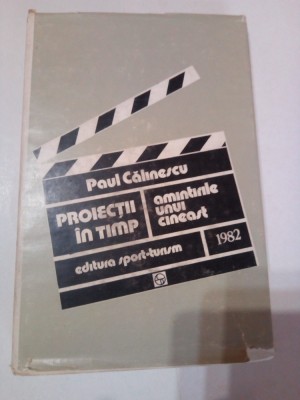 Paul Călinescu
PROIECȚII
ÎN TIMP
amintirile
unui
cineast
editura sport-turism
1982